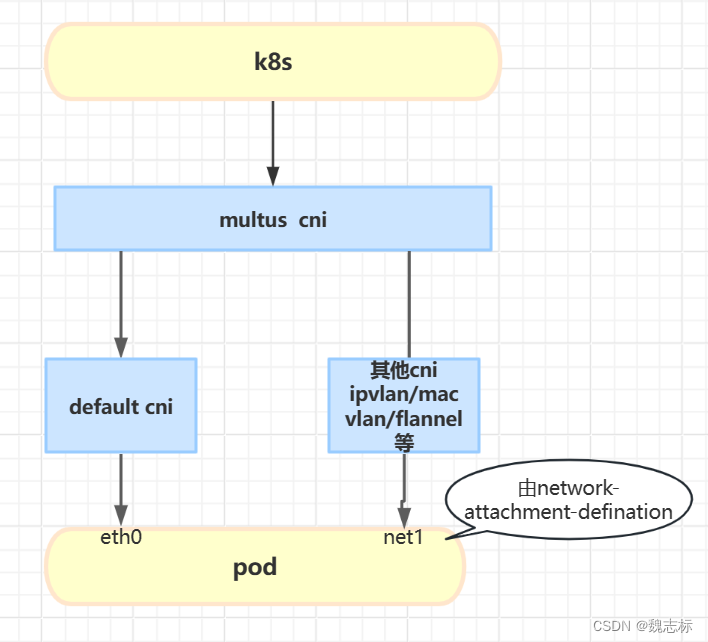 k8s
multus cni
default cni
其他cni
ipvlan/mac
vlan/flannel
等
由network-
attachment-defination
eth0
net1
pod
CSDN @魏志标